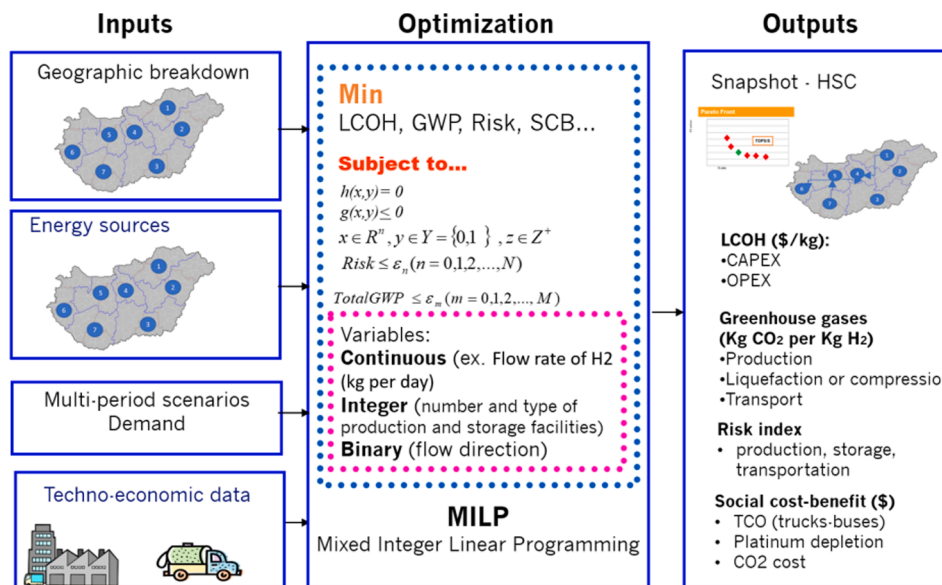 Inputs
Geographic breakdown
1
2
3
4
5
6
7
Energy sources
1
2
3
4
5
6
7
Multi-period scenarios
Demand
Techno-economic data
Optimization
Min
LCOH, GWP, Risk, SCB...
Subject to...
h(x,y)= 0
g(x,y)≤ 0
x ∈ Rⁿ, y ∈ Y = {0,1 }, z ∈ Z⁺
Risk ≤ εₙ(n = 0,1,2,...,N)
TotalGWP ≤ εₘ(m = 0,1,2,..., M)
Variables:
Continuous (ex. Flow rate of H2
(kg per day)
Integer (number and type of
production and storage facilities)
Binary (flow direction)
MILP
Mixed Integer Linear Programming
Outputs
Snapshot - HSC
Pareto Front
TOPSIS
1
2
3
4
5
6
7
LCOH ($/kg):
•CAPEX
•OPEX
Greenhouse gases
(Kg CO₂ per Kg H₂)
•Production
•Liquefaction or compressio
•Transport
Risk index
• production, storage,
transportation
Social cost-benefit ($)
• TCO (trucks-buses)
• Platinum depletion
• CO2 cost